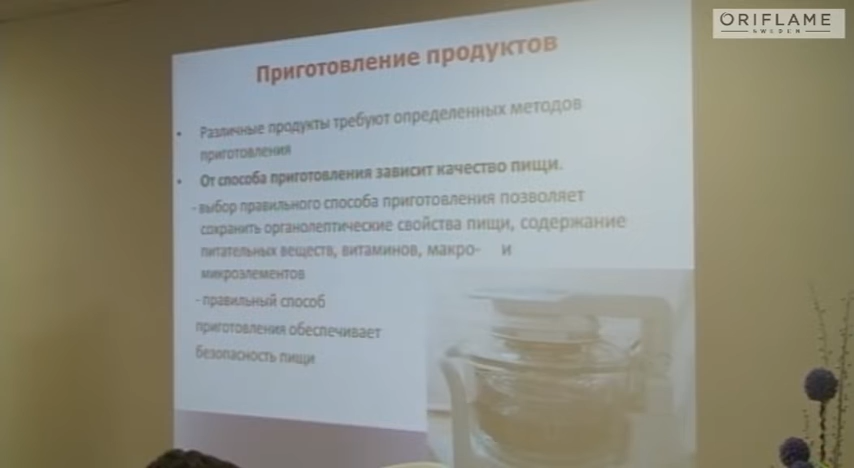 ORIFLAME
SWEDEN
Приготовление продуктов
• Различные продукты требуют определенных методов
приготовления
• От способа приготовления зависит качество пищи.
- выбор правильного способа приготовления позволяет
сохранить органолептические свойства пищи, содержание
питательных веществ, витаминов, макро- и
микроэлементов
- правильный способ
приготовления обеспечивает
безопасность пищи